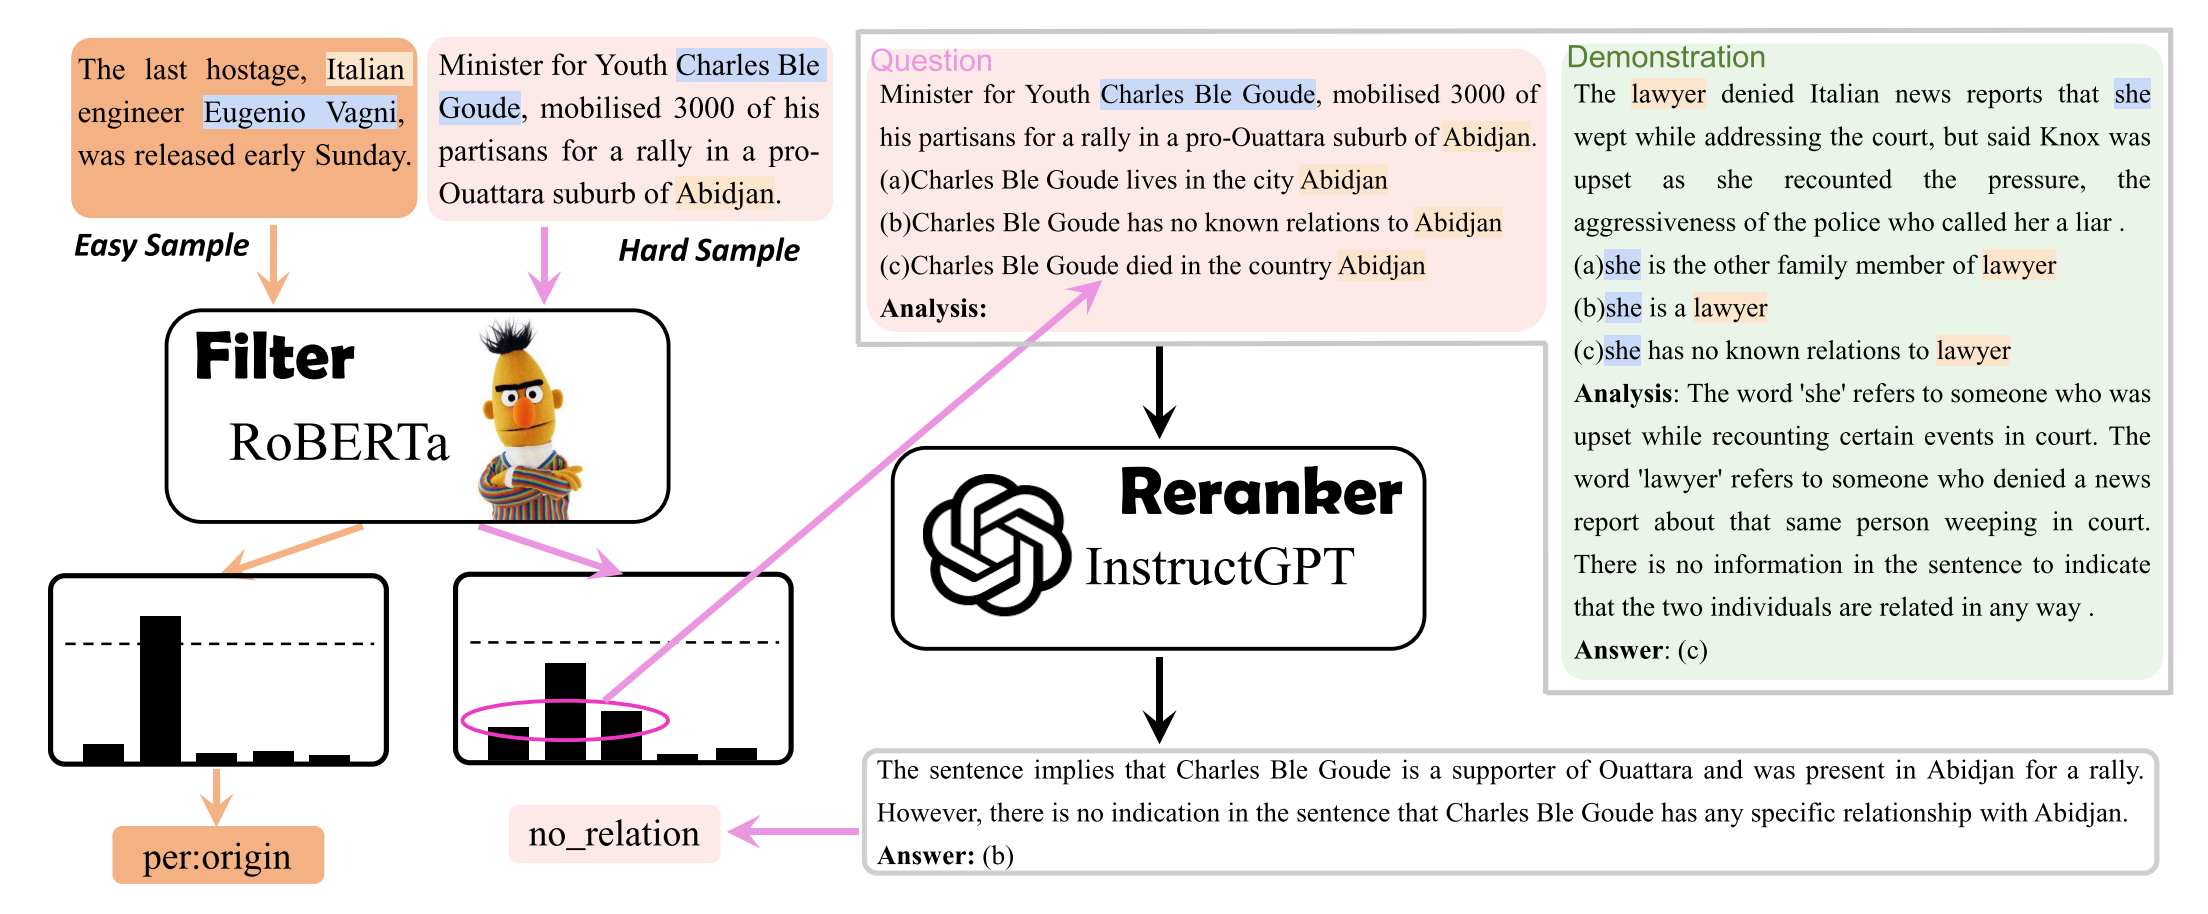 The last hostage, Italian
engineer Eugenio Vagni,
was released early Sunday.
Minister for Youth Charles Ble
Goude, mobilised 3000 of his
partisans for a rally in a pro-
Ouattara suburb of Abidjan.
Easy Sample
Hard Sample
Filter
RoBERTa
per:origin
no_relation
Question
Minister for Youth Charles Ble Goude, mobilised 3000 of
his partisans for a rally in a pro-Ouattara suburb of Abidjan.
(a)Charles Ble Goude lives in the city Abidjan
(b)Charles Ble Goude has no known relations to Abidjan
(c)Charles Ble Goude died in the country Abidjan
Analysis:
Demonstration
The lawyer denied Italian news reports that she
wept while addressing the court, but said Knox was
upset as she recounted the pressure, the
aggressiveness of the police who called her a liar .
(a)she is the other family member of lawyer
(b)she is a lawyer
(c)she has no known relations to lawyer
Analysis: The word 'she' refers to someone who was
upset while recounting certain events in court. The
word 'lawyer' refers to someone who denied a news
report about that same person weeping in court.
There is no information in the sentence to indicate
that the two individuals are related in any way .
Answer: (c)
Reranker
InstructGPT
The sentence implies that Charles Ble Goude is a supporter of Ouattara and was present in Abidjan for a rally.
However, there is no indication in the sentence that Charles Ble Goude has any specific relationship with Abidjan.
Answer: (b)